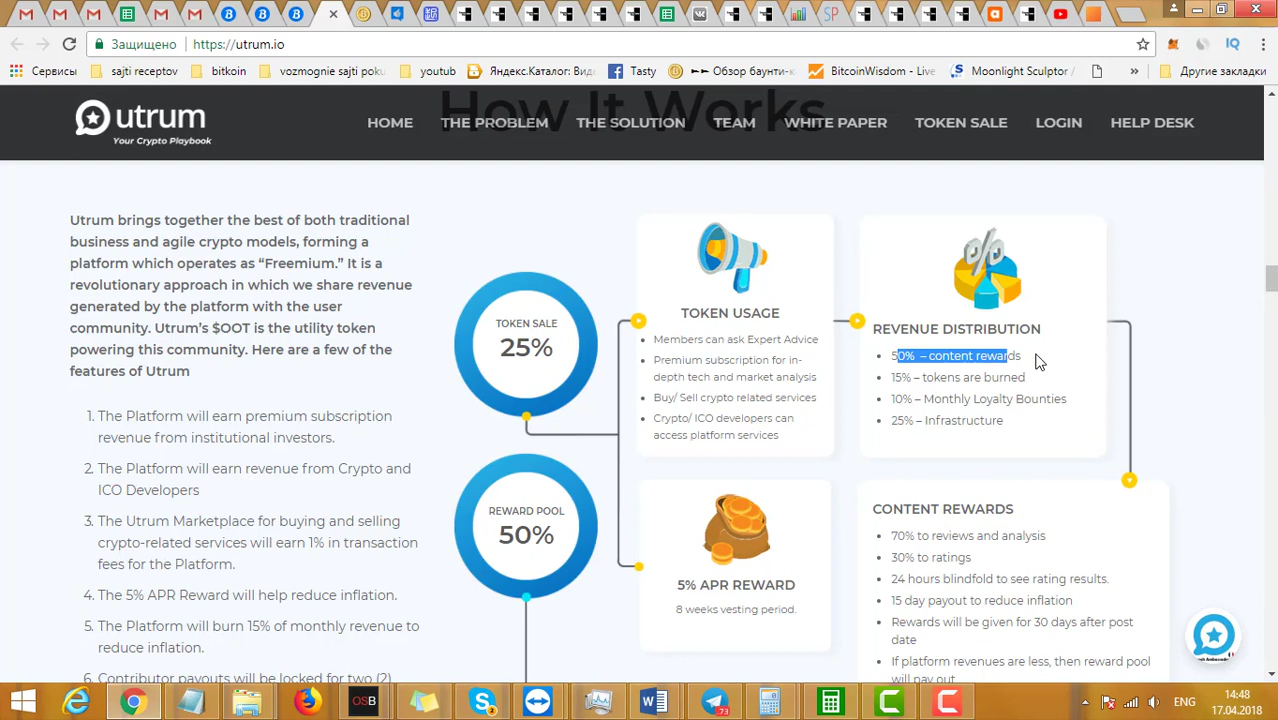 Защищено
https://utrum.io
IQ
Сервисы
sajti receptov
bitkoin
vozmognie sajti poku
youtube
Яндекс.Каталог: Виде
Tasty
Обзор баунти-к
BitcoinWisdom - Live
Moonlight Sculptor /
»
Другие закладки
How It Works
utrum
Your Crypto Playbook
HOME
THE PROBLEM
THE SOLUTION
TEAM
WHITE PAPER
TOKEN SALE
LOGIN
HELP DESK
Utrum brings together the best of both traditional
business and agile crypto models, forming a
platform which operates as “Freemium.” It is a
revolutionary approach in which we share revenue
generated by the platform with the user
community. Utrum’s $OOT is the utility token
powering this community. Here are a few of the
features of Utrum
1. The Platform will earn premium subscription
revenue from institutional investors.
2. The Platform will earn revenue from Crypto and
ICO Developers
3. The Utrum Marketplace for buying and selling
crypto-related services will earn 1% in transaction
fees for the Platform.
4. The 5% APR Reward will help reduce inflation.
5. The Platform will burn 15% of monthly revenue to
reduce inflation.
6. Contributor payouts will be locked for two (2)
TOKEN SALE
25%
REWARD POOL
50%
TOKEN USAGE
• Members can ask Expert Advice
• Premium subscription for in-
depth tech and market analysis
• Buy/ Sell crypto related services
• Crypto/ ICO developers can
access platform services
5% APR REWARD
8 weeks vesting period.
REVENUE DISTRIBUTION
• 50% – content rewards
• 15% – tokens are burned
• 10% – Monthly Loyalty Bounties
• 25% – Infrastructure
CONTENT REWARDS
• 70% to reviews and analysis
• 30% to ratings
• 24 hours blindfold to see rating results.
• 15 day payout to reduce inflation
• Rewards will be given for 30 days after post
date
• If platform revenues are less, then reward pool
will pay out
OSB
73
ENG
14:48
17.04.2018